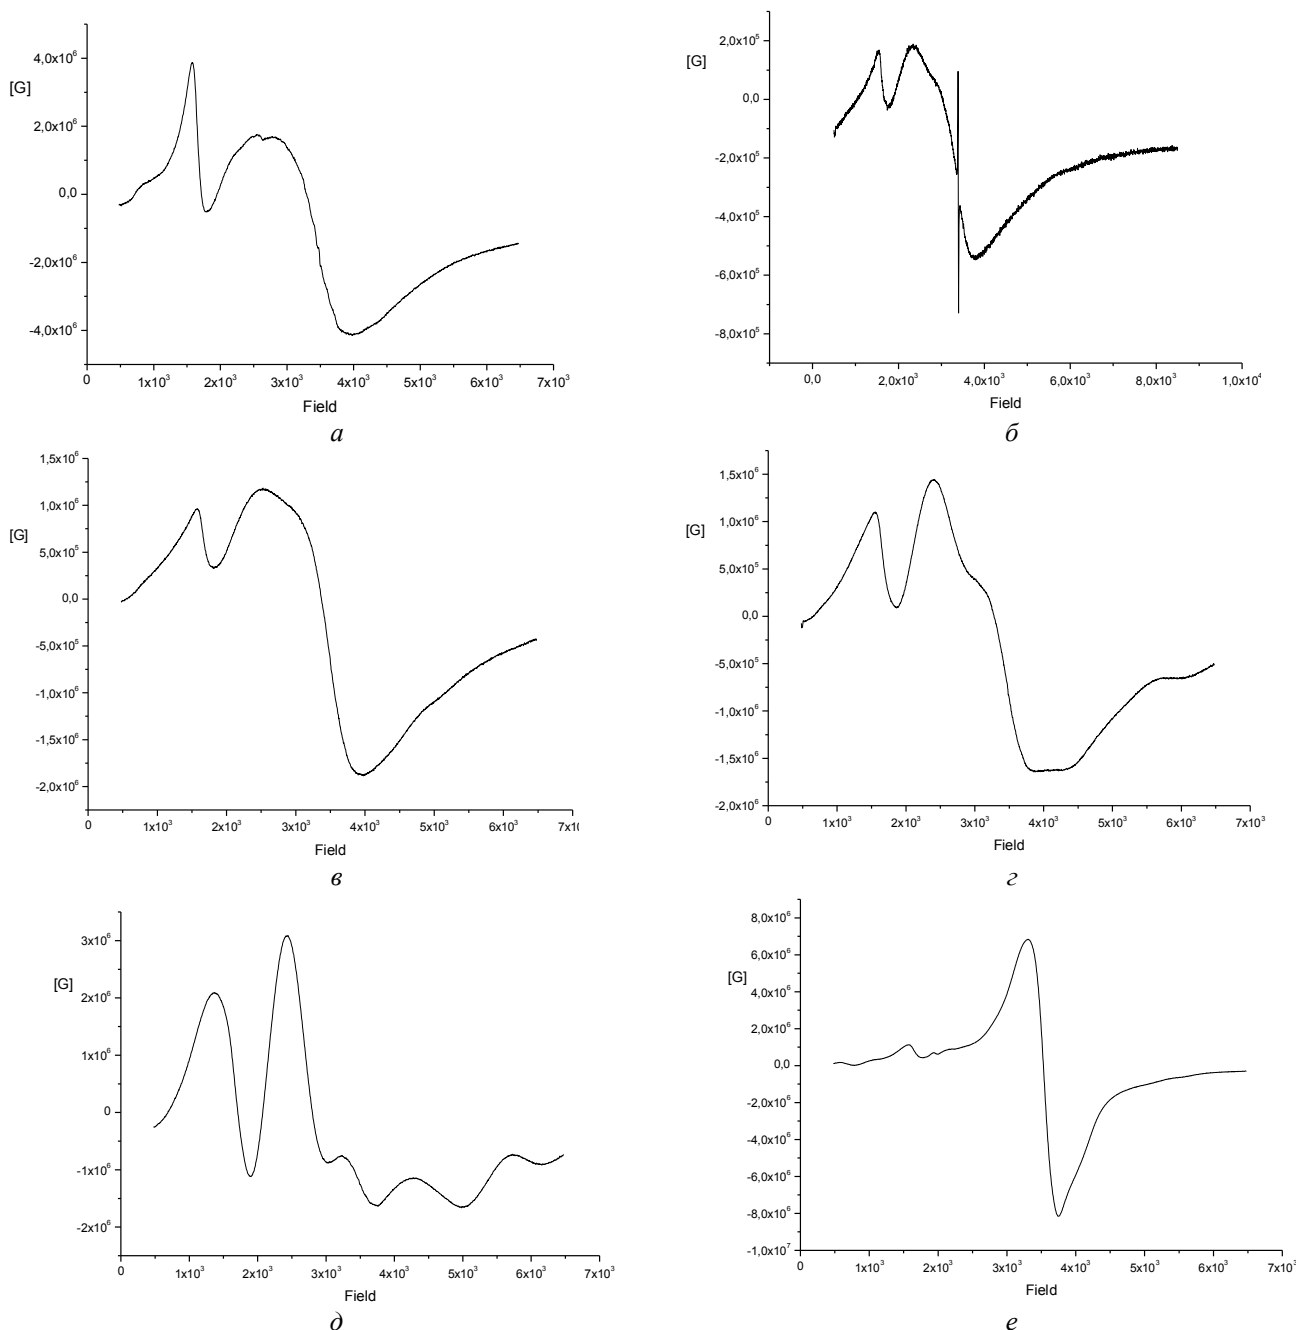 4,0x10⁶
[G]
2,0x10⁶
0,0
-2,0x10⁶
-4,0x10⁶
0 1x10³ 2x10³ 3x10³ 4x10³ 5x10³ 6x10³ 7x10³
Field
а
2,0x10⁵
[G]
0,0
-2,0x10⁵
-4,0x10⁵
-6,0x10⁵
-8,0x10⁵
0,0 2,0x10³ 4,0x10³ 6,0x10³ 8,0x10³ 1,0x10⁴
Field
б
1,5x10⁶
1,0x10⁶
[G]
5,0x10⁵
0,0
-5,0x10⁵
-1,0x10⁶
-1,5x10⁶
-2,0x10⁶
0 1x10³ 2x10³ 3x10³ 4x10³ 5x10³ 6x10³ 7x10
Field
в
1,5x10⁶
[G]
1,0x10⁶
5,0x10⁵
0,0
-5,0x10⁵
-1,0x10⁶
-1,5x10⁶
-2,0x10⁶
0 1x10³ 2x10³ 3x10³ 4x10³ 5x10³ 6x10³ 7x10³
Field
г
3x10⁶
[G]
2x10⁶
1x10⁶
0
-1x10⁶
-2x10⁶
0 1x10³ 2x10³ 3x10³ 4x10³ 5x10³ 6x10³ 7x10³
Field
д
8,0x10⁶
6,0x10⁶
[G]
4,0x10⁶
2,0x10⁶
0,0
-2,0x10⁶
-4,0x10⁶
-6,0x10⁶
-8,0x10⁶
-1,0x10⁷
0 1x10³ 2x10³ 3x10³ 4x10³ 5x10³ 6x10³ 7x10³
Field
е